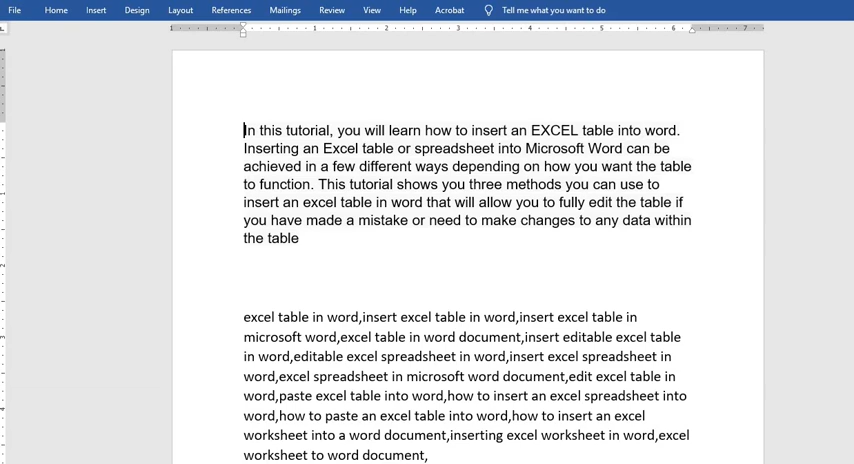 File Home Insert Design Layout References Mailings Review View Help Acrobat Tell me what you want to do
1 1 2 3 4 5 6 7
In this tutorial, you will learn how to insert an EXCEL table into word.
Inserting an Excel table or spreadsheet into Microsoft Word can be
achieved in a few different ways depending on how you want the table
to function. This tutorial shows you three methods you can use to
insert an excel table in word that will allow you to fully edit the table if
you have made a mistake or need to make changes to any data within
the table
excel table in word,insert excel table in word,insert excel table in
microsoft word,excel table in word document,insert editable excel table
in word,editable excel spreadsheet in word,insert excel spreadsheet in
word,excel spreadsheet in microsoft word document,edit excel table in
word,paste excel table into word,how to insert an excel spreadsheet into
word,how to paste an excel table into word,how to insert an excel
worksheet into a word document,inserting excel worksheet in word,excel
worksheet to word document,